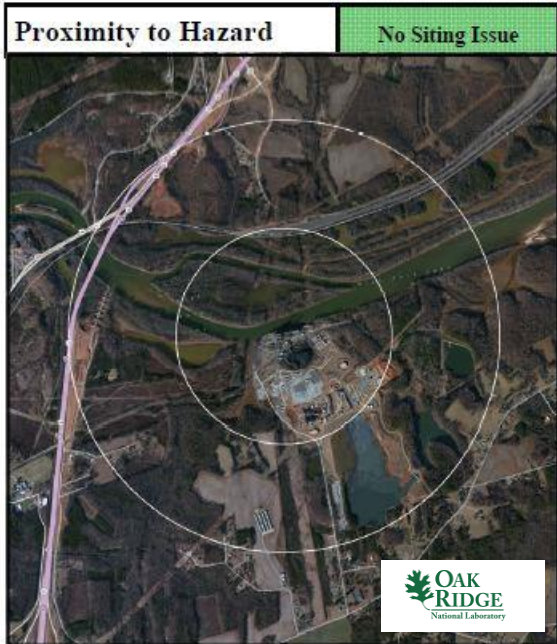 Proximity to Hazard
No Siting Issue
OAK
RIDGE
National Laboratory